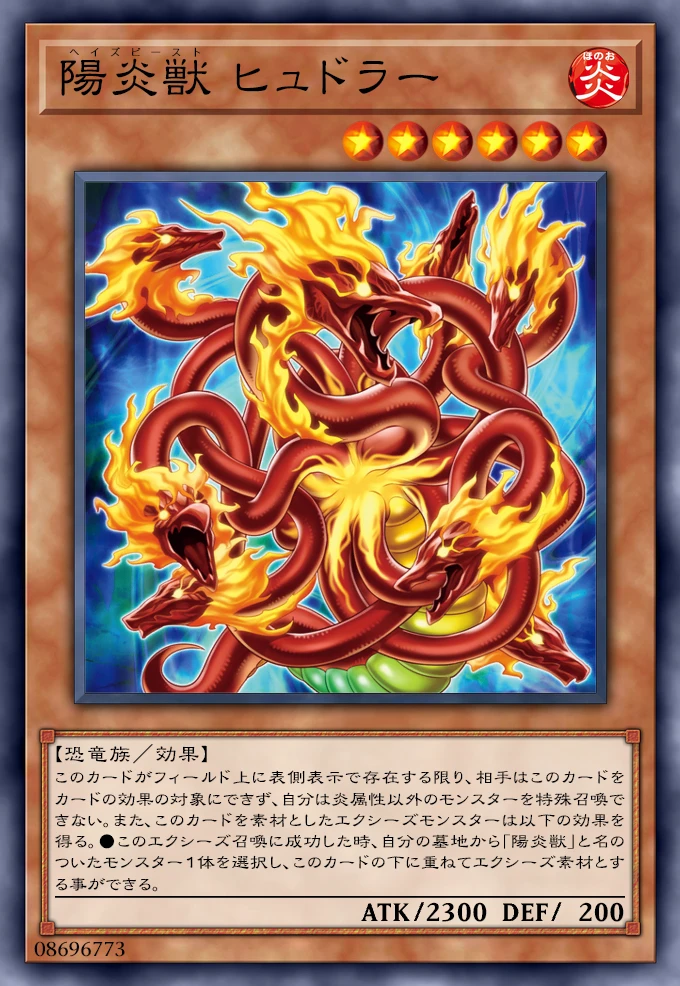 ヘイズビースト
陽炎獣 ヒュドラー
ほのお
炎
【恐竜族／効果】
このカードがフィールド上に表側表示で存在する限り、相手はこのカードを
カードの効果の対象にできず、自分は炎属性以外のモンスターを特殊召喚
できない。また、このカードを素材としたエクシーズモンスターは以下の効果を
得る。●このエクシーズ召喚に成功した時、自分の墓地から「陽炎獣」と名の
ついたモンスター１体を選択し、このカードの下に重ねてエクシーズ素材とす
る事ができる。
ATK/2300 DEF/ 200
08696773